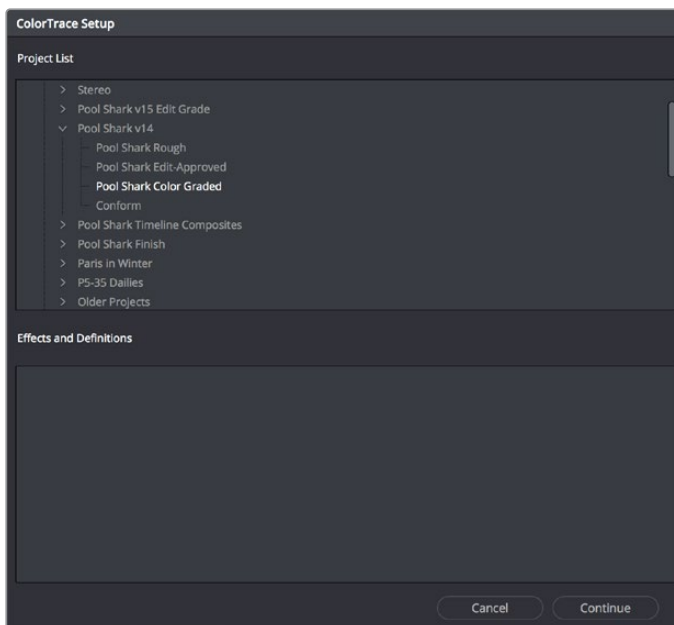 ColorTrace Setup
Project List
Stereo
Pool Shark v15 Edit Grade
Pool Shark v14
Pool Shark Rough
Pool Shark Edit-Approved
Pool Shark Color Graded
Conform
Pool Shark Timeline Composites
Pool Shark Finish
Paris in Winter
P5-35 Dailies
Older Projects
Effects and Definitions
Cancel Continue